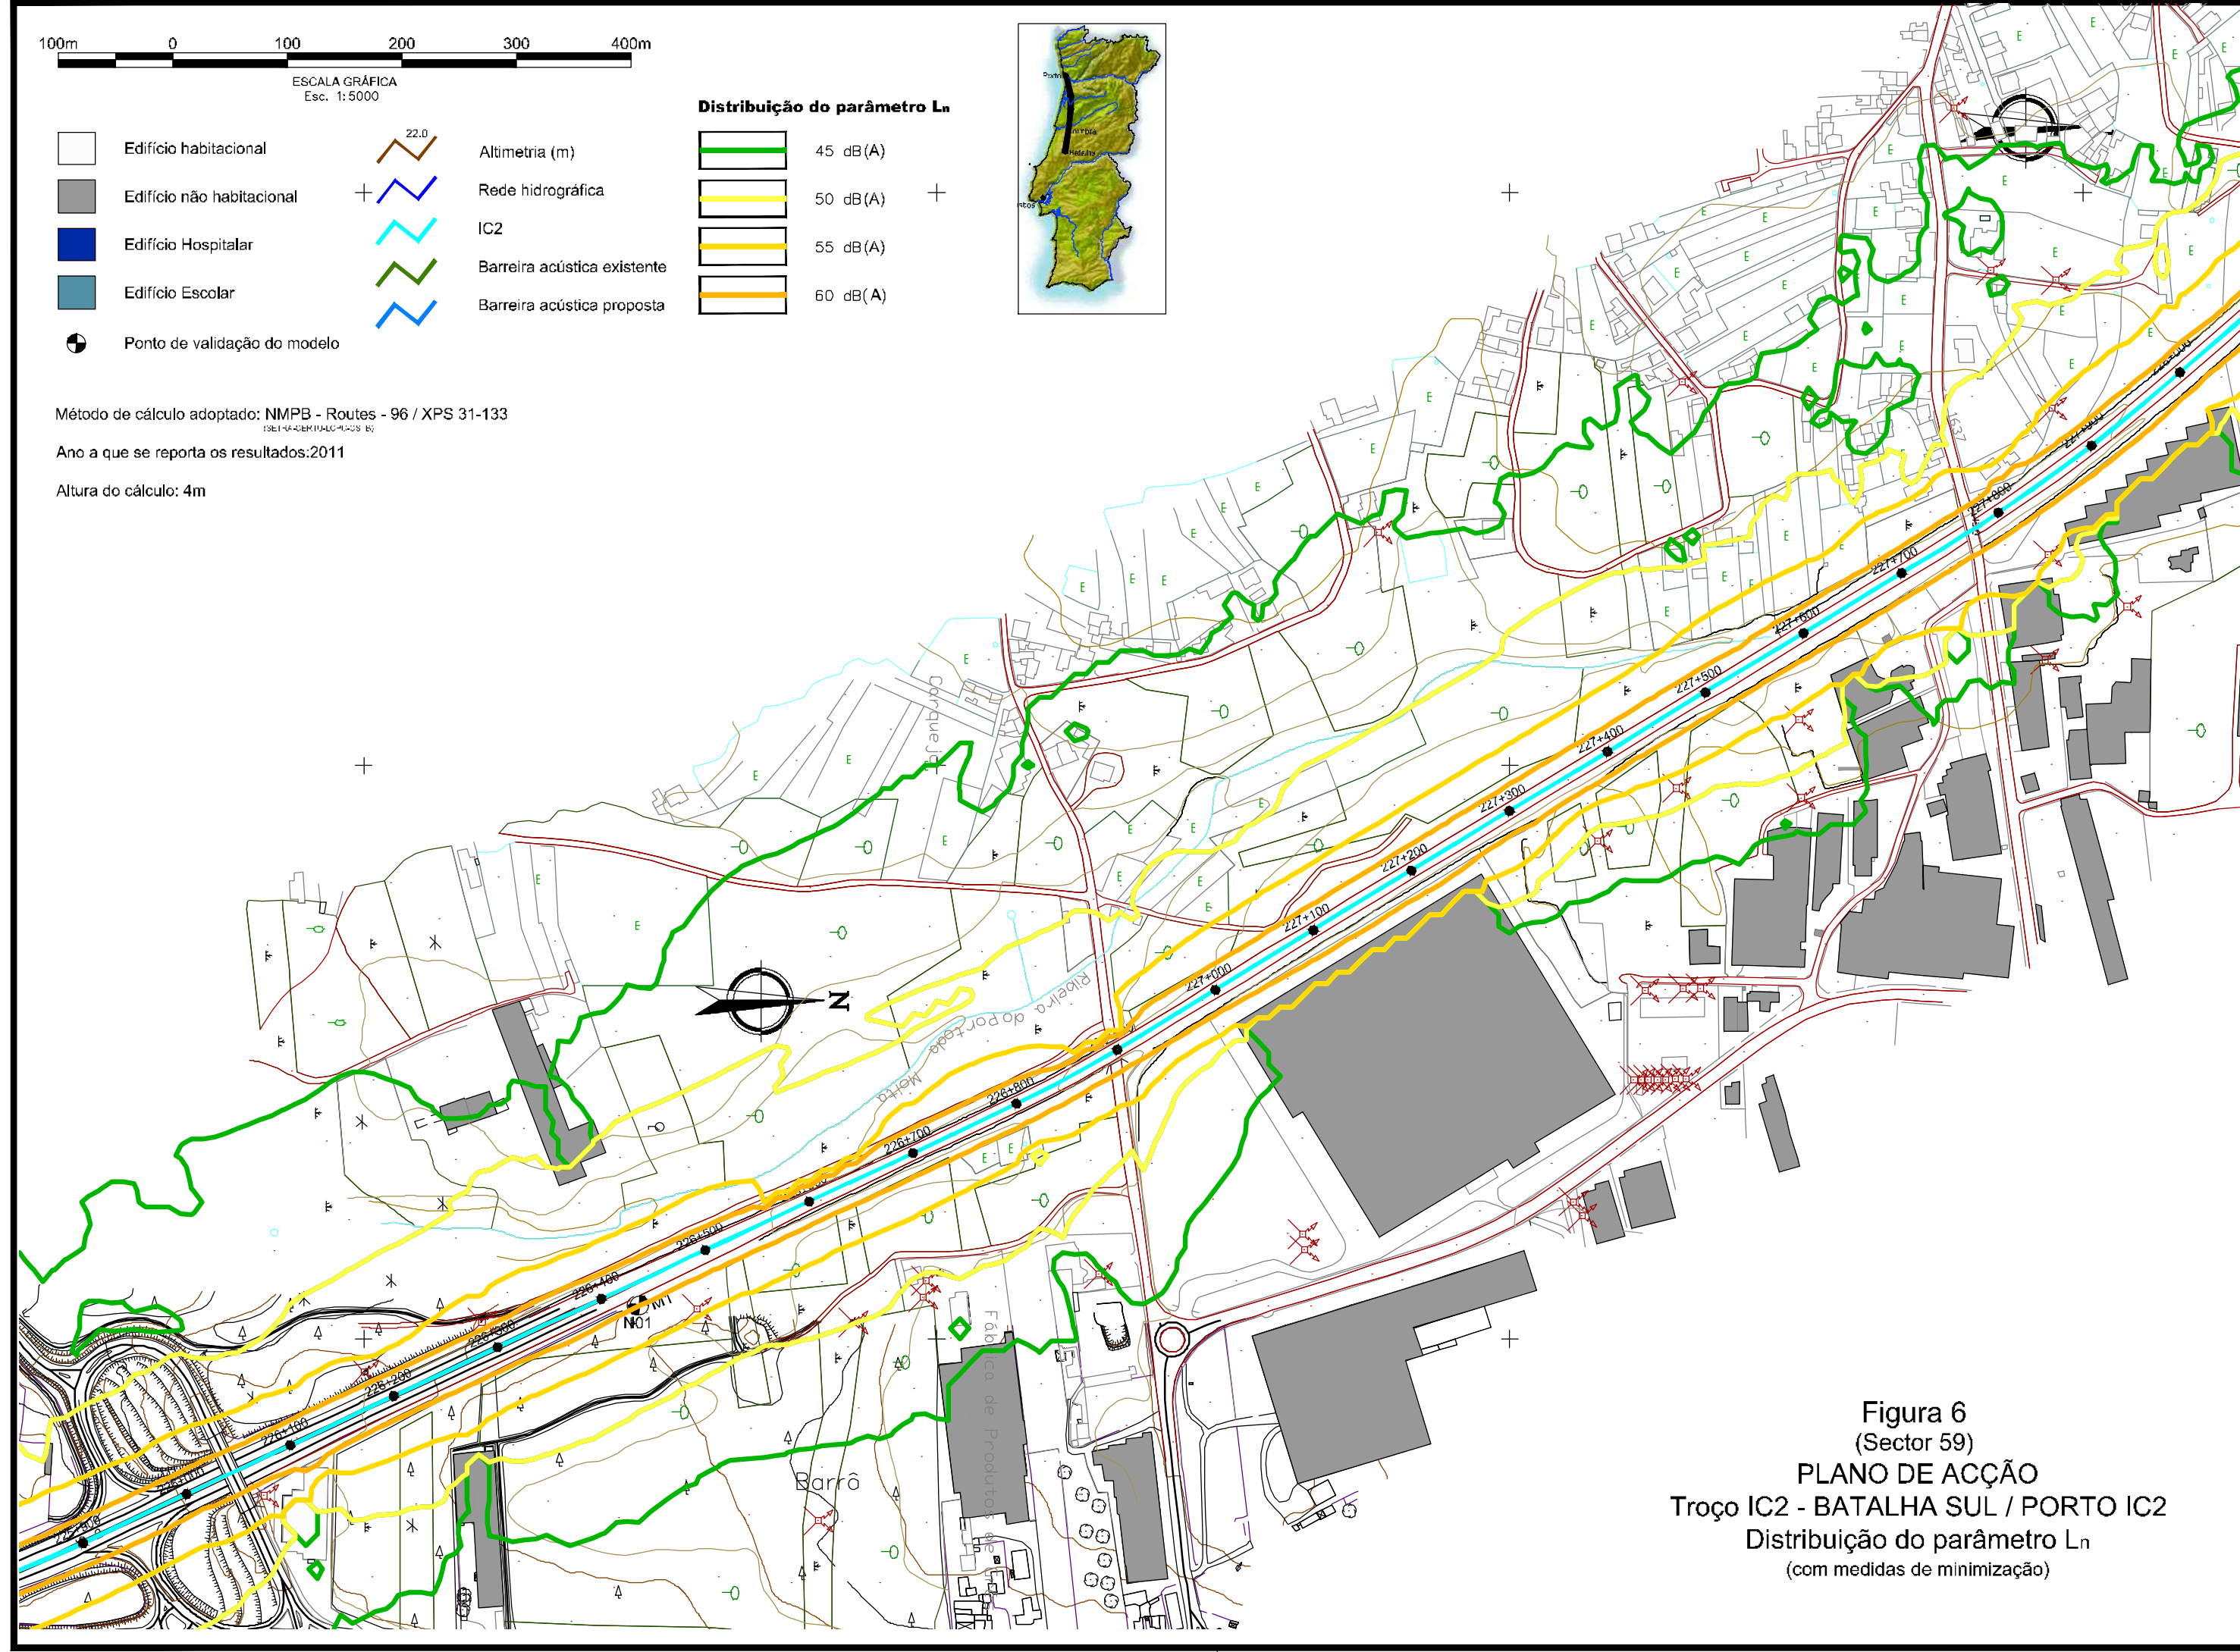 100m 0 100 200 300 400m
ESCALA GRÁFICA
Esc. 1:5000
Edifício habitacional
Edifício não habitacional
Edifício Hospitalar
Edifício Escolar
Ponto de validação do modelo
22.0
Altimetria (m)
Rede hidrográfica
IC2
Barreira acústica existente
Barreira acústica proposta
Distribuição do parâmetro Ln
45 dB(A)
50 dB(A)
55 dB(A)
60 dB(A)
Porto
Método de cálculo adoptado: NMPB - Routes - 96 / XPS 31-133
Ano a que se reporta os resultados:2011
Altura do cálculo: 4m
N
Ribeira do Portado
Moita
Barrô
Fábrica de Produtos de
M1
226+100
226+200
226+300
226+400
226+500
226+700
226+800
227+000
227+100
227+200
227+300
227+400
227+500
227+600
227+700
227+800
227+900
Figura 6
(Sector 59)
PLANO DE ACÇÃO
Troço IC2 - BATALHA SUL / PORTO IC2
Distribuição do parâmetro Ln
(com medidas de minimização)